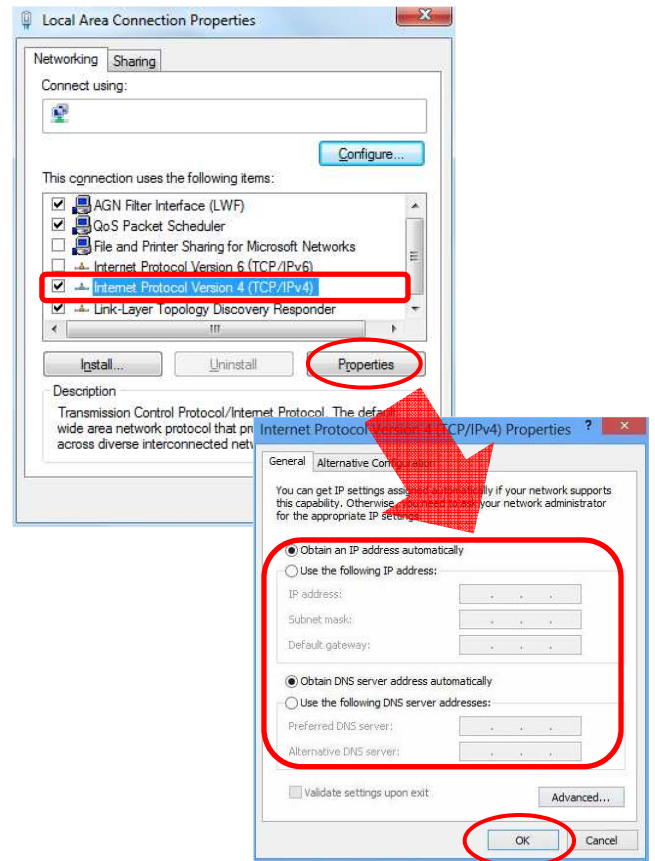 Local Area Connection Properties
Networking
Sharing
Connect using:
Configure...
This connection uses the following items:
AGN Filter Interface (LWF)
QoS Packet Scheduler
File and Printer Sharing for Microsoft Networks
Internet Protocol Version 6 (TCP/IPv6)
Internet Protocol Version 4 (TCP/IPv4)
Link-Layer Topology Discovery Responder
Install...
Uninstall
Properties
Description
Transmission Control Protocol/Internet Protocol. The default
wide area network protocol that
across diverse interconnected
Internet Protocol Version 4 (TCP/IPv4) Properties
?
General
Alternative Configuration
You can get IP settings assigned automatically if your network supports
this capability. Otherwise, you need to ask your network administrator
for the appropriate IP settings.
Obtain an IP address automatically
Use the following IP address:
IP address:
Subnet mask:
Default gateway:
Obtain DNS server address automatically
Use the following DNS server addresses:
Preferred DNS server:
Alternative DNS server:
Validate settings upon exit
Advanced...
OK
Cancel